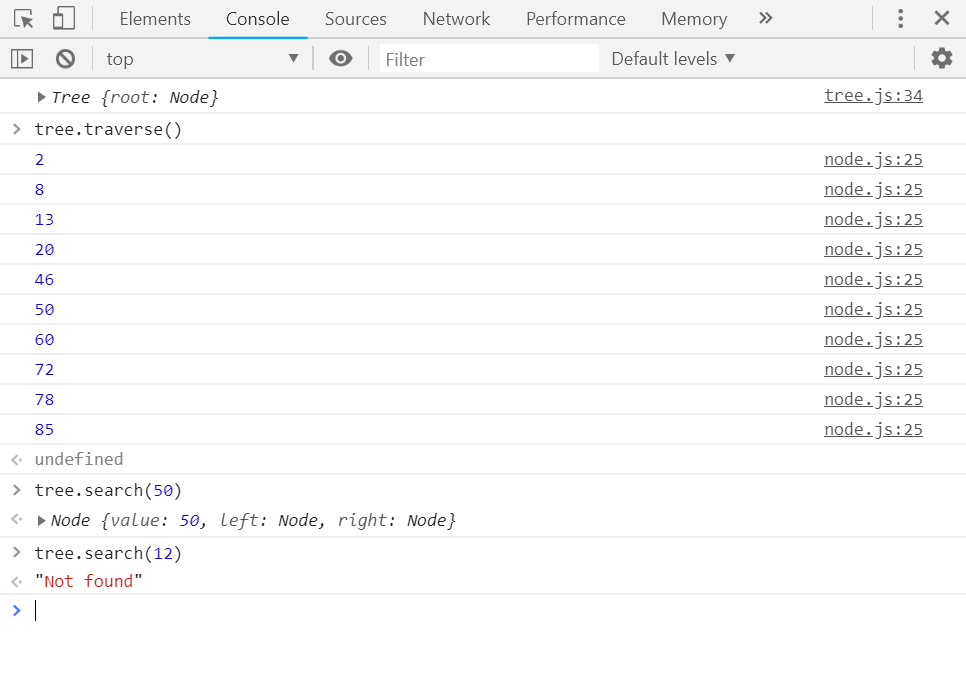 Elements Console Sources Network Performance Memory »
top ▼ Filter Default levels ▼
▶ Tree {root: Node} tree.js:34
> tree.traverse()
2 node.js:25
8 node.js:25
13 node.js:25
20 node.js:25
46 node.js:25
50 node.js:25
60 node.js:25
72 node.js:25
78 node.js:25
85 node.js:25
undefined
> tree.search(50)
▶ Node {value: 50, left: Node, right: Node}
> tree.search(12)
"Not found"
>